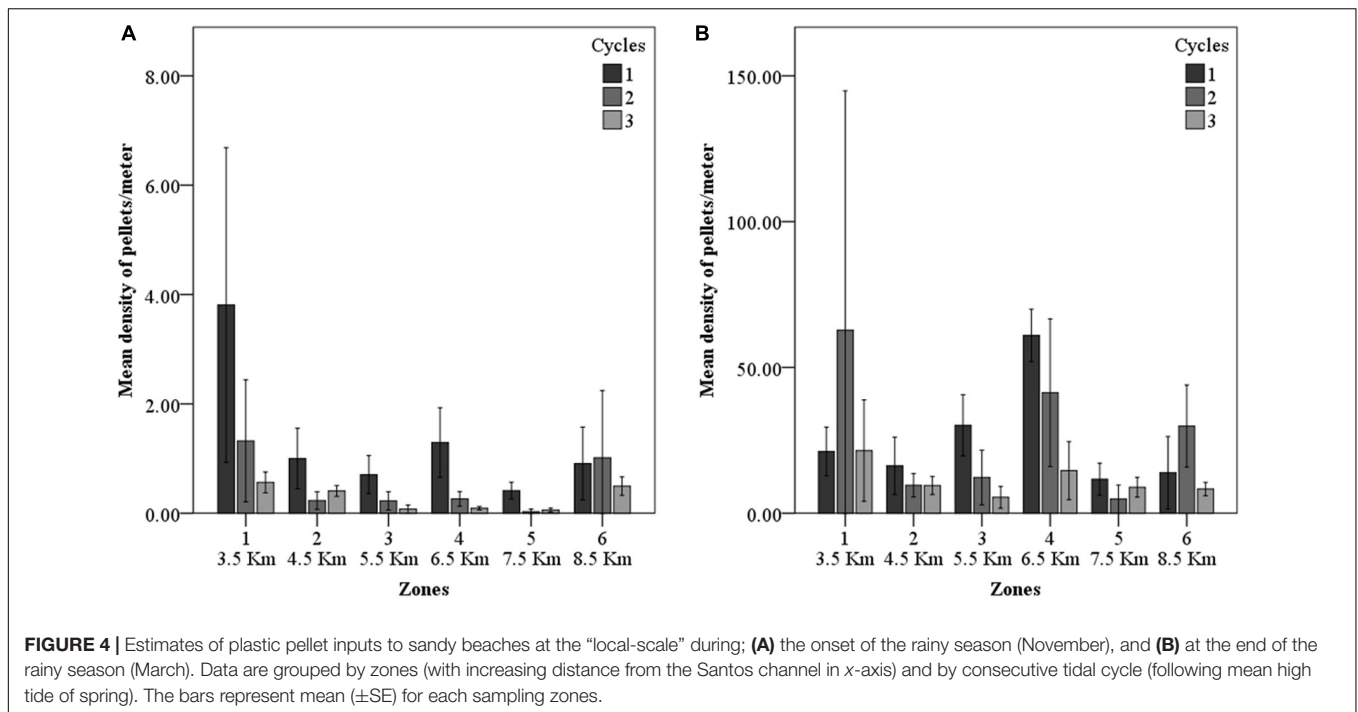 A
Cycles
1
2
3
8.00
6.00
4.00
2.00
0.00
Mean density of pellets/meter
1 2 3 4 5 6
3.5 Km 4.5 Km 5.5 Km 6.5 Km 7.5 Km 8.5 Km
Zones
B
Cycles
1
2
3
150.00
100.00
50.00
0.00
Mean density of pellets/meter
1 2 3 4 5 6
3.5 Km 4.5 Km 5.5 Km 6.5 Km 7.5 Km 8.5 Km
Zones
FIGURE 4 | Estimates of plastic pellet inputs to sandy beaches at the “local-scale” during; (A) the onset of the rainy season (November), and (B) at the end of the
rainy season (March). Data are grouped by zones (with increasing distance from the Santos channel in x-axis) and by consecutive tidal cycle (following mean high
tide of spring). The bars represent mean (±SE) for each sampling zones.